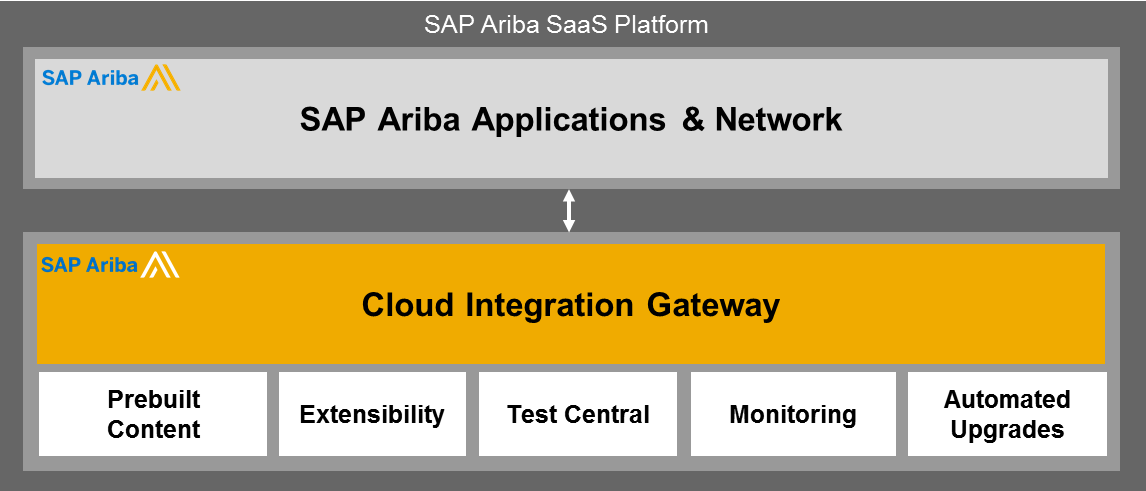 SAP Ariba SaaS Platform
SAP Ariba
SAP Ariba Applications & Network
SAP Ariba
Cloud Integration Gateway
Prebuilt
Content
Extensibility
Test Central
Monitoring
Automated
Upgrades